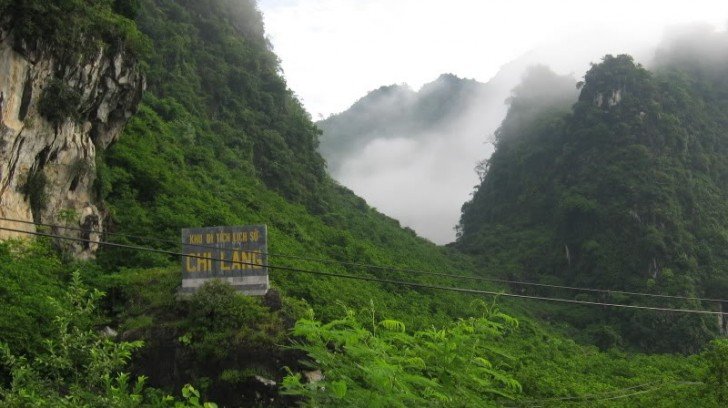 KHU DI TÍCH LỊCH SỬ
CHI LĂNG